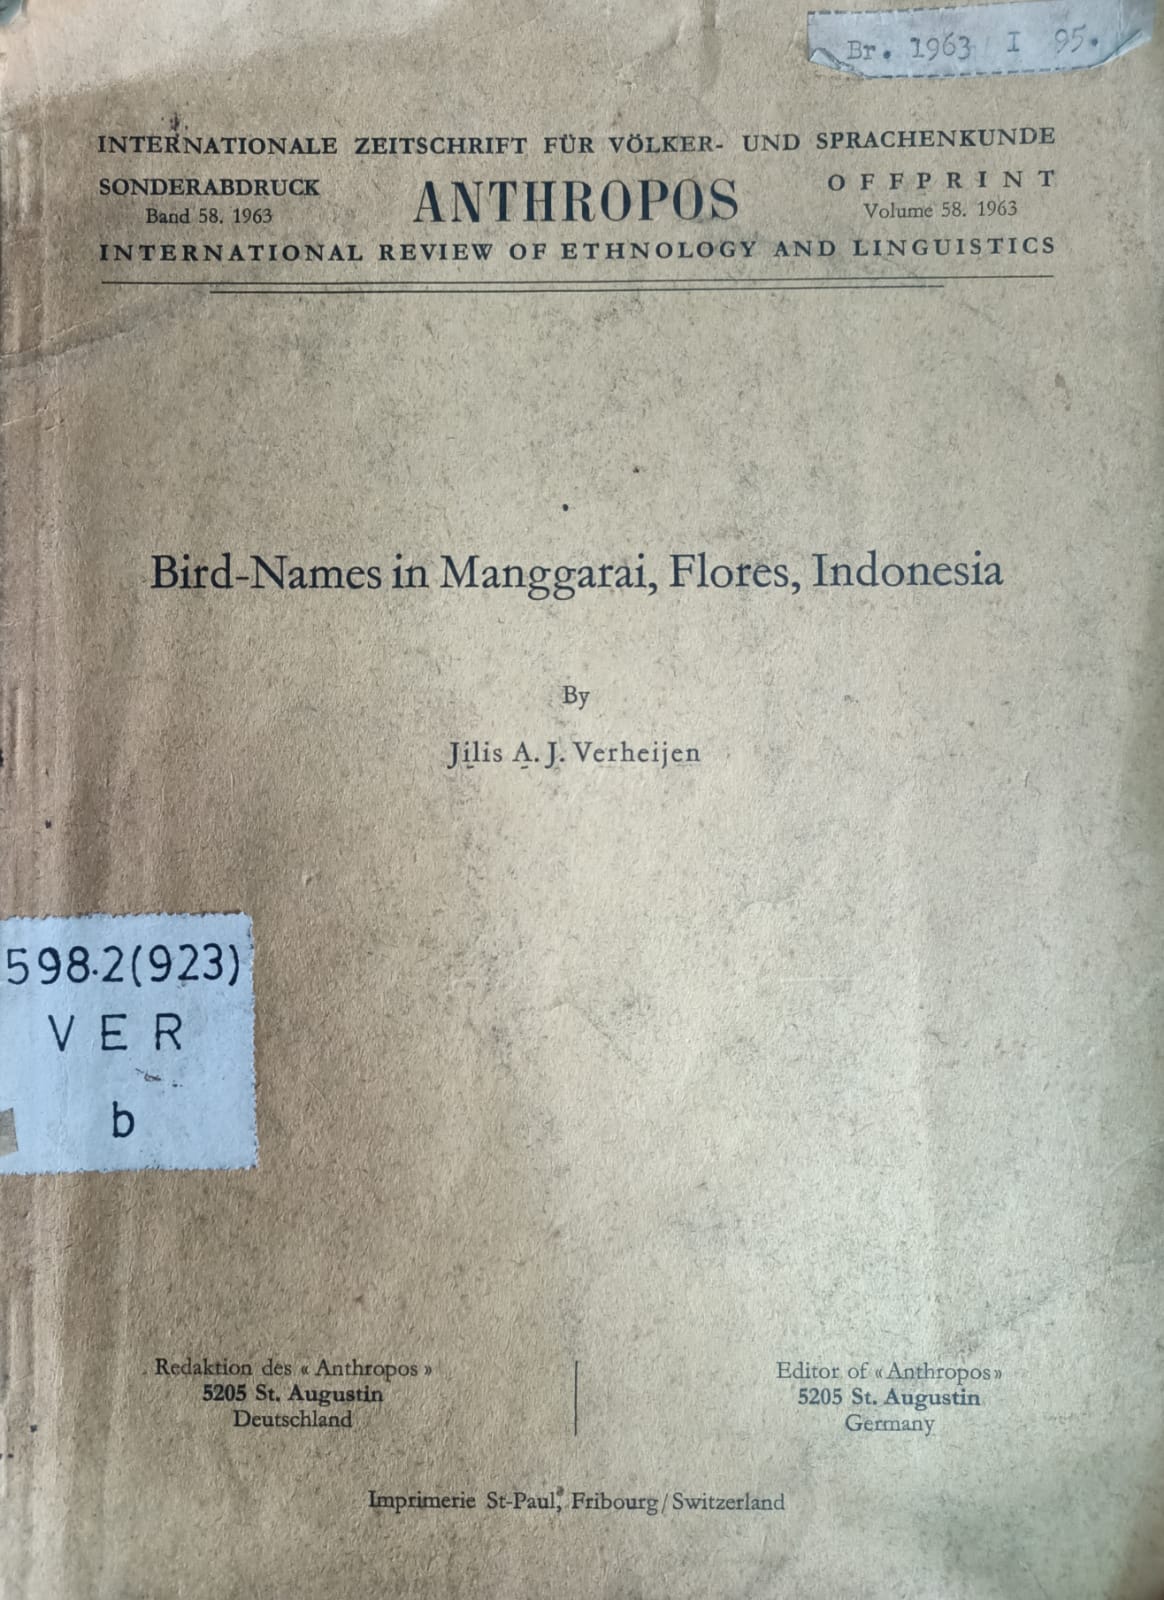 Br. 1963 I 95.
INTERNATIONALE ZEITSCHRIFT FÜR VÖLKER- UND SPRACHENKUNDE
SONDERABDRUCK
Band 58. 1963
ANTHROPOS
OFFPRINT
Volume 58. 1963
INTERNATIONAL REVIEW OF ETHNOLOGY AND LINGUISTICS
Bird-Names in Manggarai, Flores, Indonesia
By
Jilis A. J. Verheijen
598.2(923)
VER
b
Redaktion des « Anthropos »
5205 St. Augustin
Deutschland
Editor of « Anthropos »
5205 St. Augustin
Germany
Imprimerie St-Paul, Fribourg/Switzerland